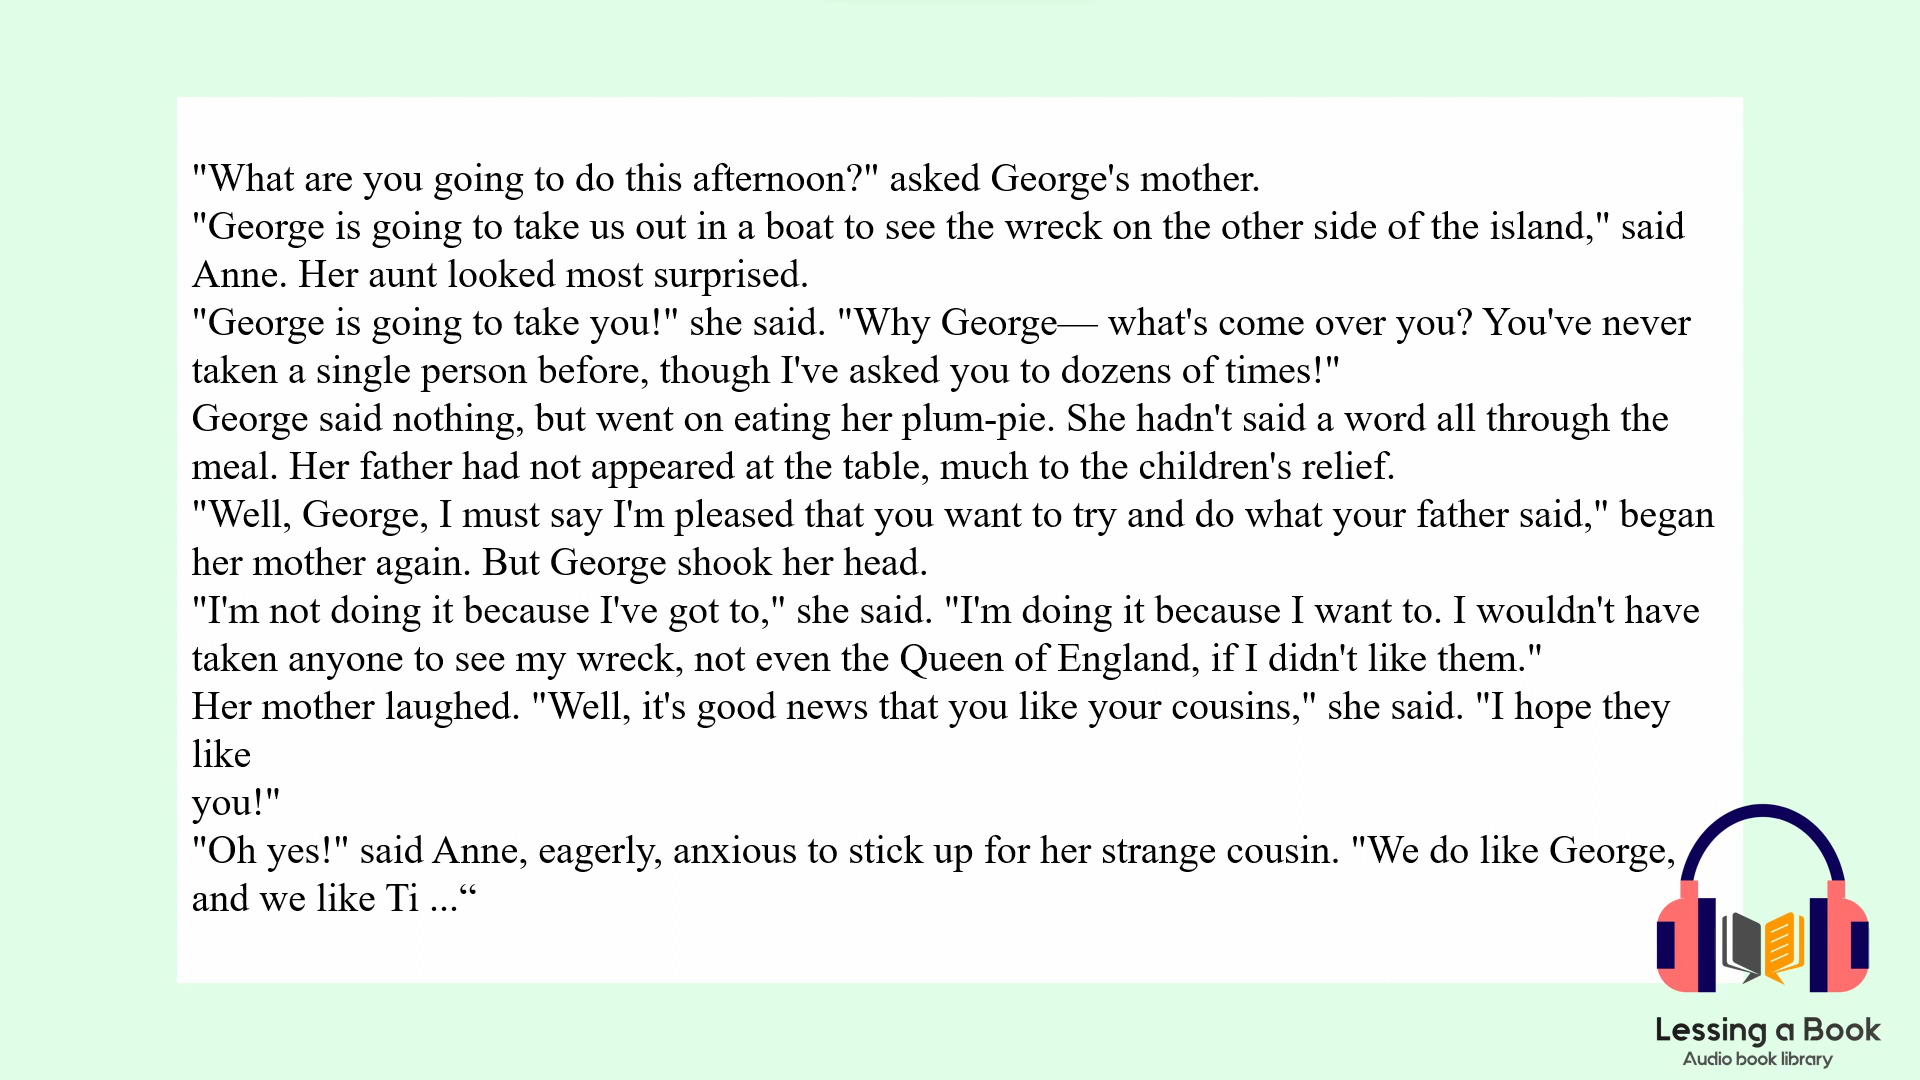 "What are you going to do this afternoon?" asked George's mother.
"George is going to take us out in a boat to see the wreck on the other side of the island," said
Anne. Her aunt looked most surprised.
"George is going to take you!" she said. "Why George— what's come over you? You've never
taken a single person before, though I've asked you to dozens of times!"
George said nothing, but went on eating her plum-pie. She hadn't said a word all through the
meal. Her father had not appeared at the table, much to the children's relief.
"Well, George, I must say I'm pleased that you want to try and do what your father said," began
her mother again. But George shook her head.
"I'm not doing it because I've got to," she said. "I'm doing it because I want to. I wouldn't have
taken anyone to see my wreck, not even the Queen of England, if I didn't like them."
Her mother laughed. "Well, it's good news that you like your cousins," she said. "I hope they
like
you!"
"Oh yes!" said Anne, eagerly, anxious to stick up for her strange cousin. "We do like George,
and we like Ti ...“
Lessing a Book
Audio book library